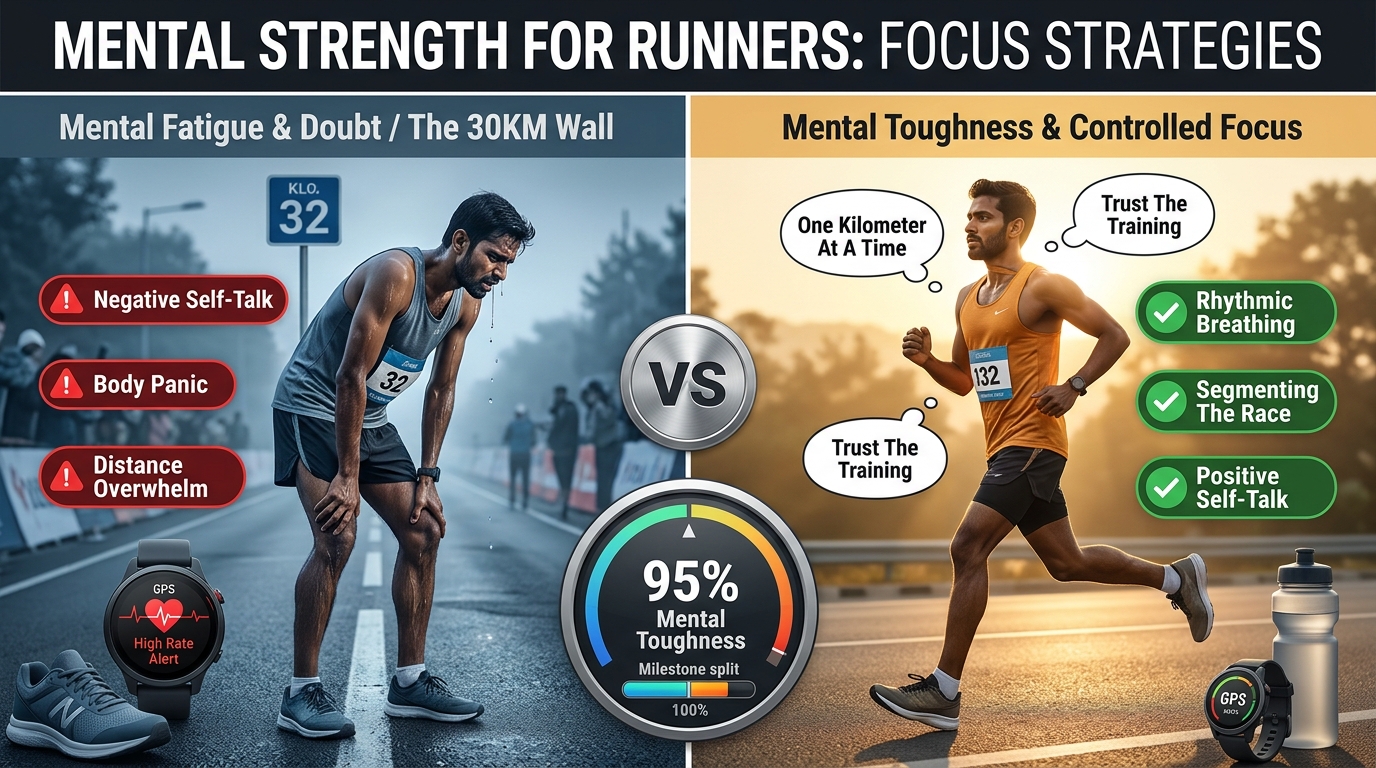 MENTAL STRENGTH FOR RUNNERS: FOCUS STRATEGIES
Mental Fatigue & Doubt / The 30KM Wall
KLO.
32
Negative Self-Talk
Body Panic
Distance
Overwhelm
32
GPS
High Rate
Alert
N
VS
95%
Mental
Toughness
Milestone split
100%
Mental Toughness & Controlled Focus
One Kilometer
At A Time
Trust The
Training
Trust The
Training
132
Rhythmic
Breathing
Segmenting
The Race
Positive
Self-Talk
GPS